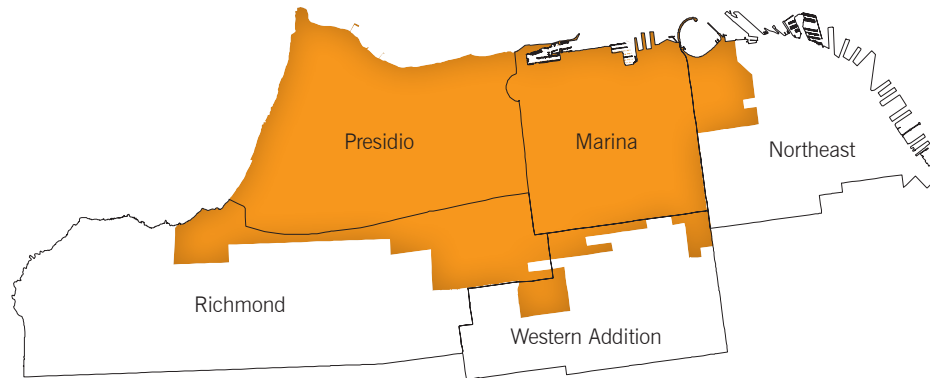 Presidio
Marina
Northeast
Richmond
Western Addition